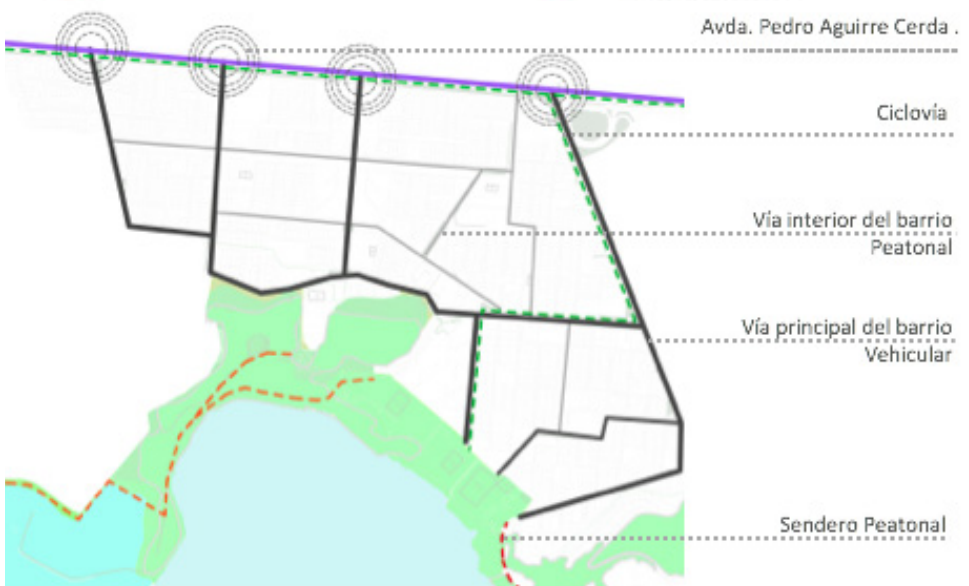 Avda. Pedro Aguirre Cerda .
Ciclovía
Vía interior del barrio
Peatonal
Vía principal del barrio
Vehicular
Sendero Peatonal